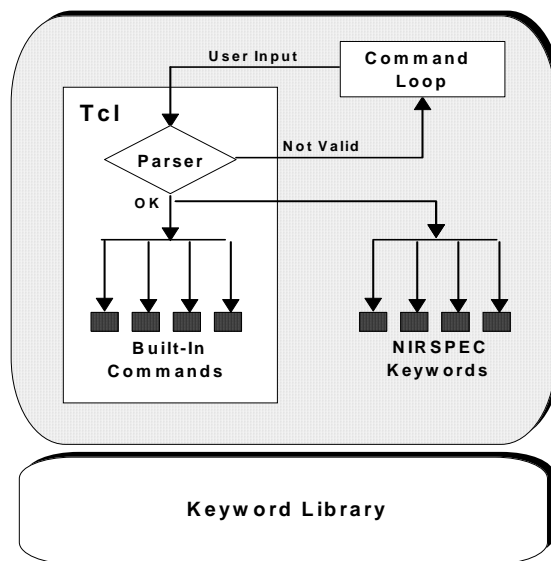 User Input
Command
Loop
Tcl
Parser
Not Valid
OK
Built-In
Commands
NIRSPEC
Keywords
Keyword Library